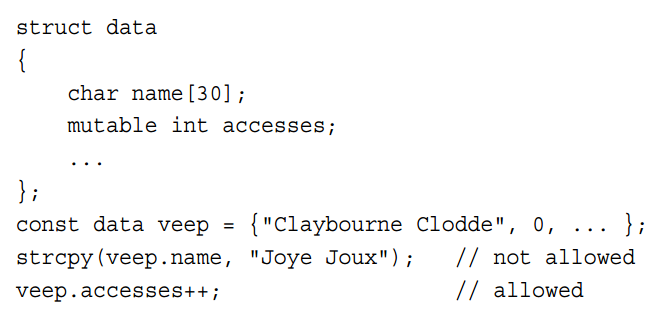 struct data
{
    char name[30];
    mutable int accesses;
    ...
};
const data veep = {"Claybourne Clodde", 0, ... };
strcpy(veep.name, "Joye Joux");   // not allowed
veep.accesses++;                  // allowed